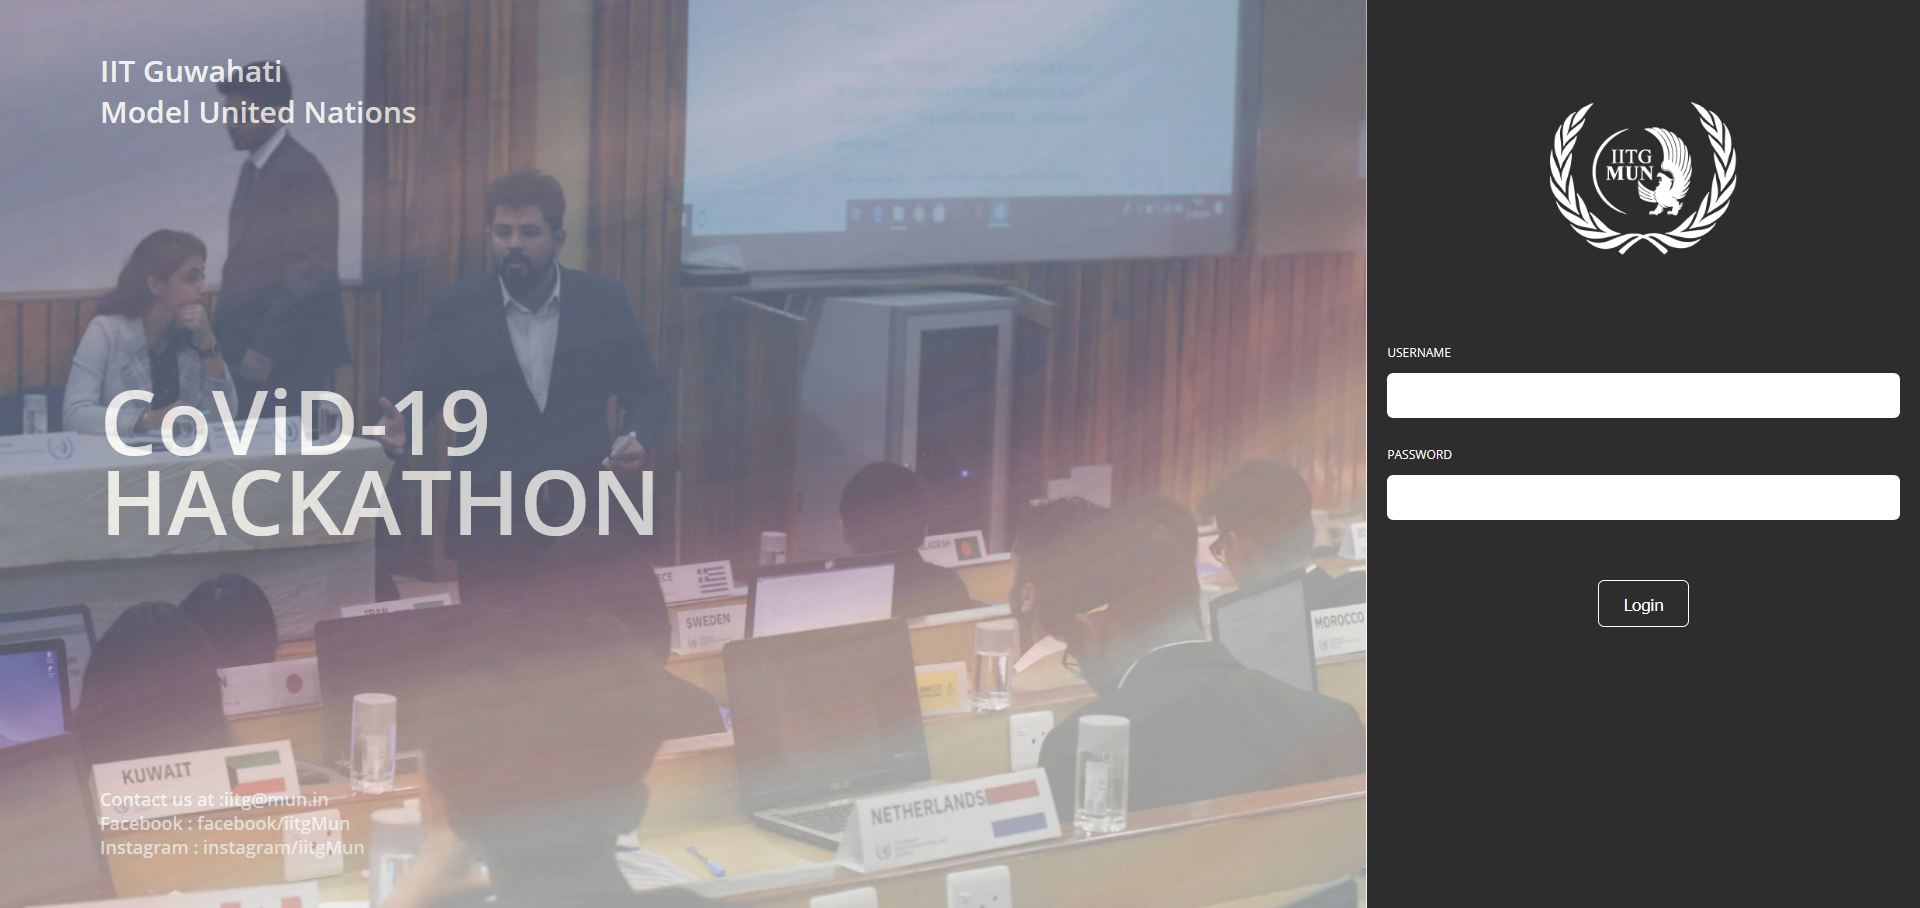 IIT Guwahati
Model United Nations
CoViD-19
HACKATHON
SWEDEN
MOROCCO
KUWAIT
NETHERLANDS
Contact us at :iitg@mun.in
Facebook : facebook/iitgMun
Instagram : instagram/iitgMun
IITG
MUN
USERNAME
PASSWORD
Login